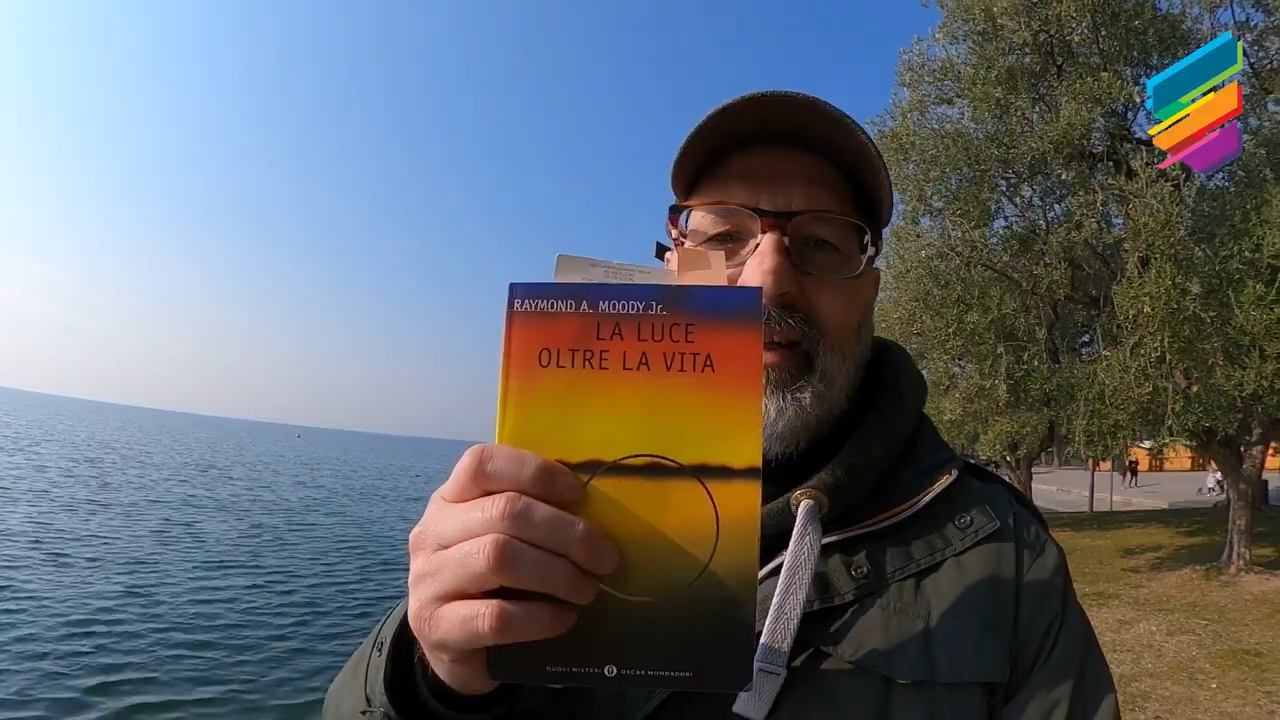 RAYMOND A. MOODY Jr.
LA LUCE
OLTRE LA VITA
NUOVI MISTERI OSCAR MONDADORI